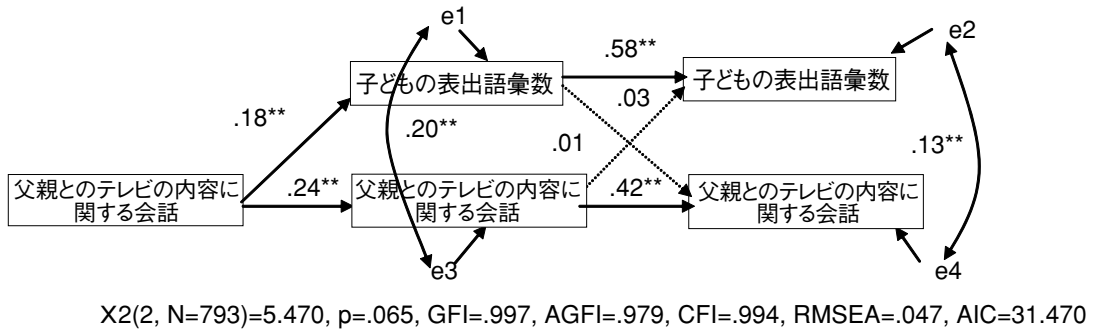 e1
e2
.58**
子どもの表出語彙数
子どもの表出語彙数
.03
.18**
.20**
.01
.13**
父親とのテレビの内容に
関する会話
.24**
父親とのテレビの内容に
関する会話
.42**
父親とのテレビの内容に
関する会話
e3
e4
X2(2, N=793)=5.470, p=.065, GFI=.997, AGFI=.979, CFI=.994, RMSEA=.047, AIC=31.470